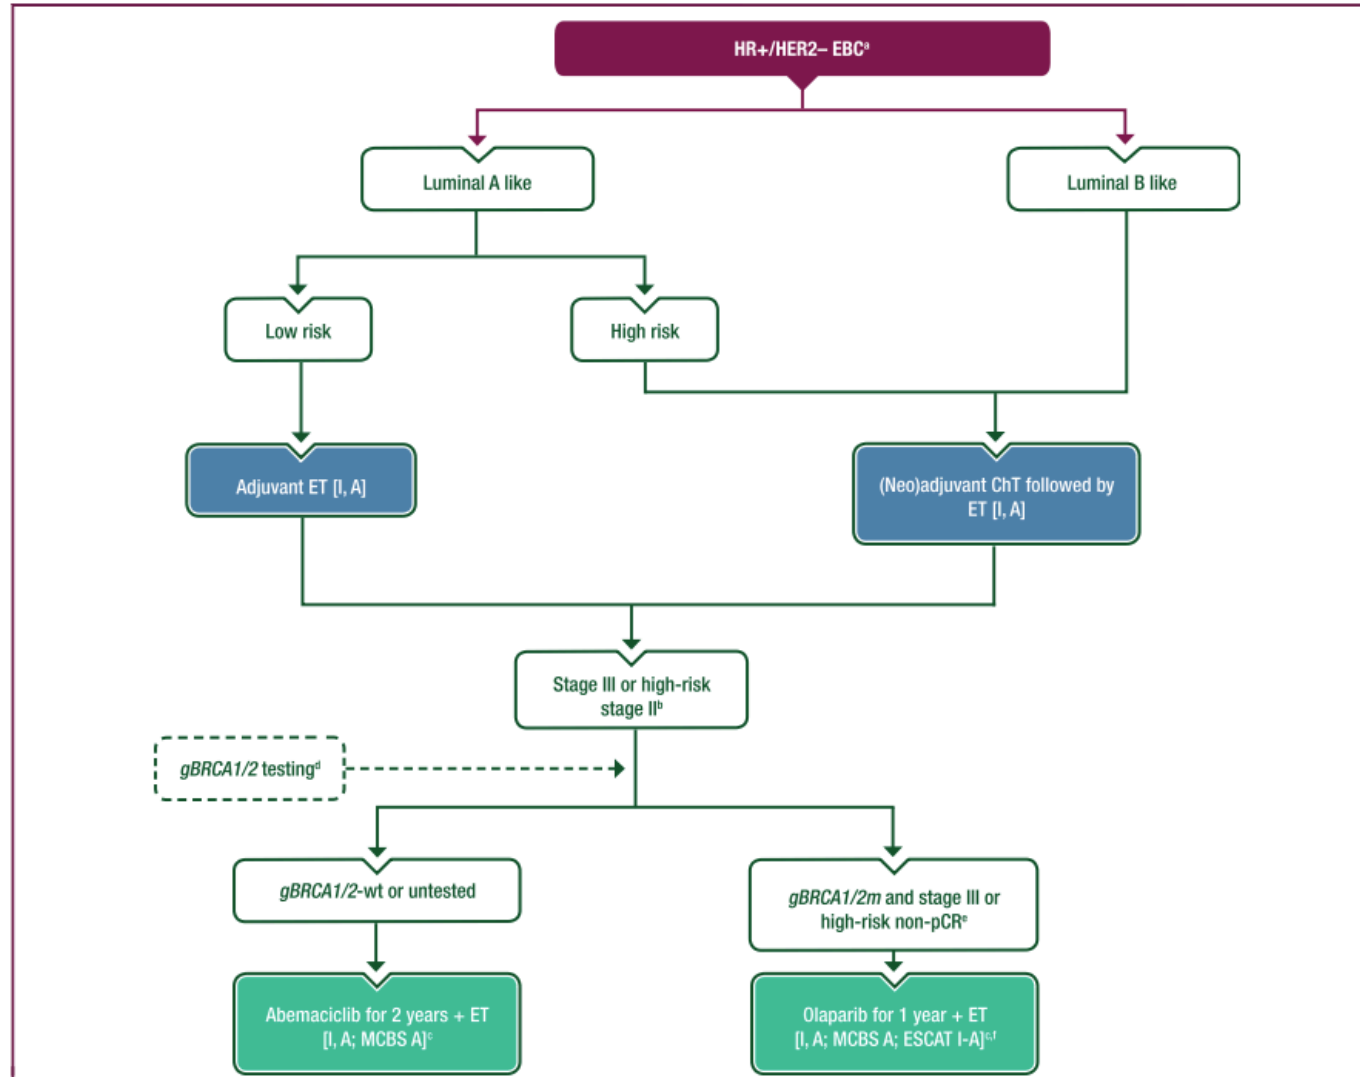 HR+/HER2– EBCᵃ
Luminal A like
Luminal B like
Low risk
High risk
Adjuvant ET [I, A]
(Neo)adjuvant ChT followed by
ET [I, A]
Stage III or high-risk
stage IIᵇ
gBRCA1/2 testingᵈ
gBRCA1/2-wt or untested
gBRCA1/2m and stage III or
high-risk non-pCRᵉ
Abemaciclib for 2 years + ET
[I, A; MCBS A]ᶜ
Olaparib for 1 year + ET
[I, A; MCBS A; ESCAT I-A]ᶜ,ᶠ